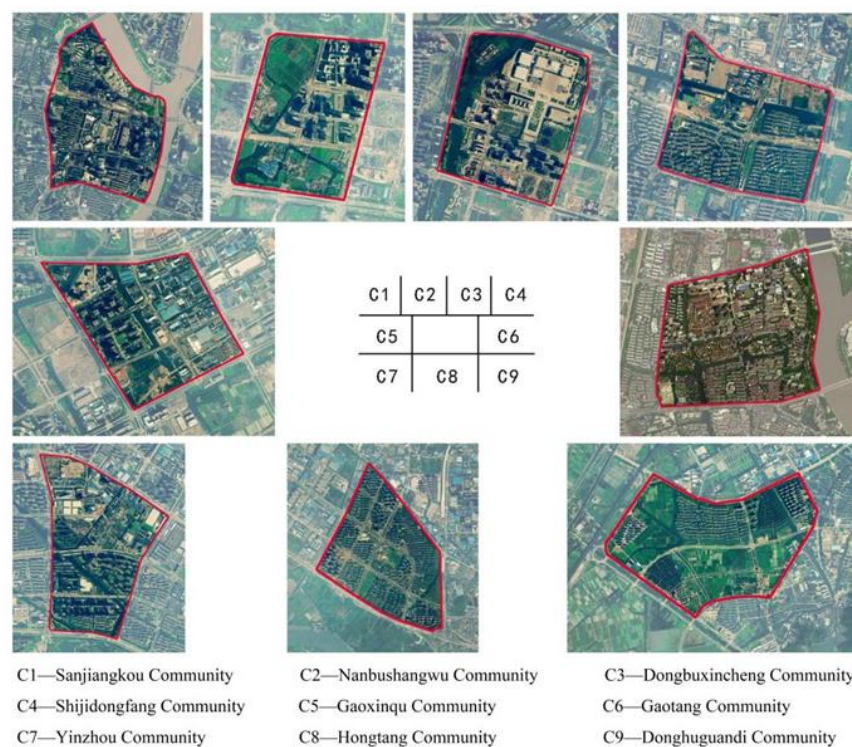 C1 C2 C3 C4
C5 C6
C7 C8 C9
C1—Sanjiangkou Community C2—Nanbushangwu Community C3—Dongbuxincheng Community
C4—Shijidongfang Community C5—Gaoxinqu Community C6—Gaotang Community
C7—Yinzhou Community C8—Hongtang Community C9—Donghuguandi Community